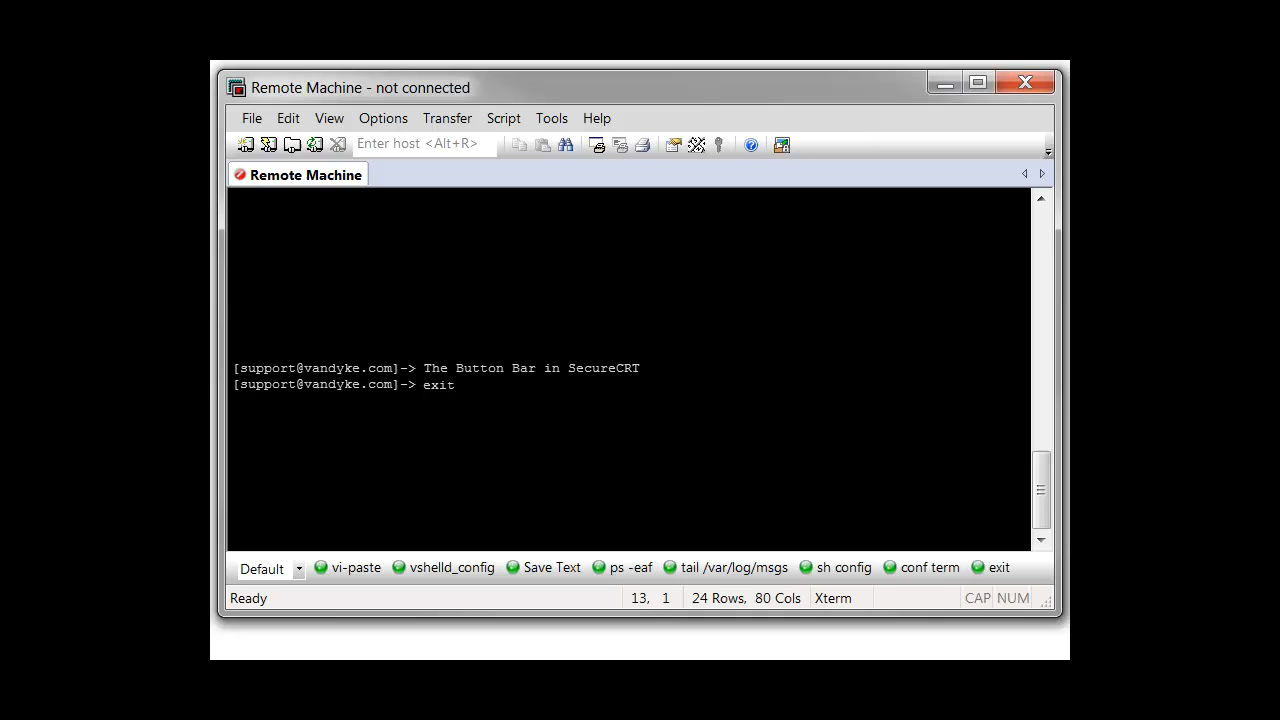 Remote Machine - not connected
File Edit View Options Transfer Script Tools Help
Enter host <Alt+R>
Remote Machine
[support@vandyke.com]-> The Button Bar in SecureCRT
[support@vandyke.com]-> exit
Default vi-paste vshelld_config Save Text ps -eaf tail /var/log/msgs sh config conf term exit
Ready 13, 1 24 Rows, 80 Cols Xterm CAP NUM